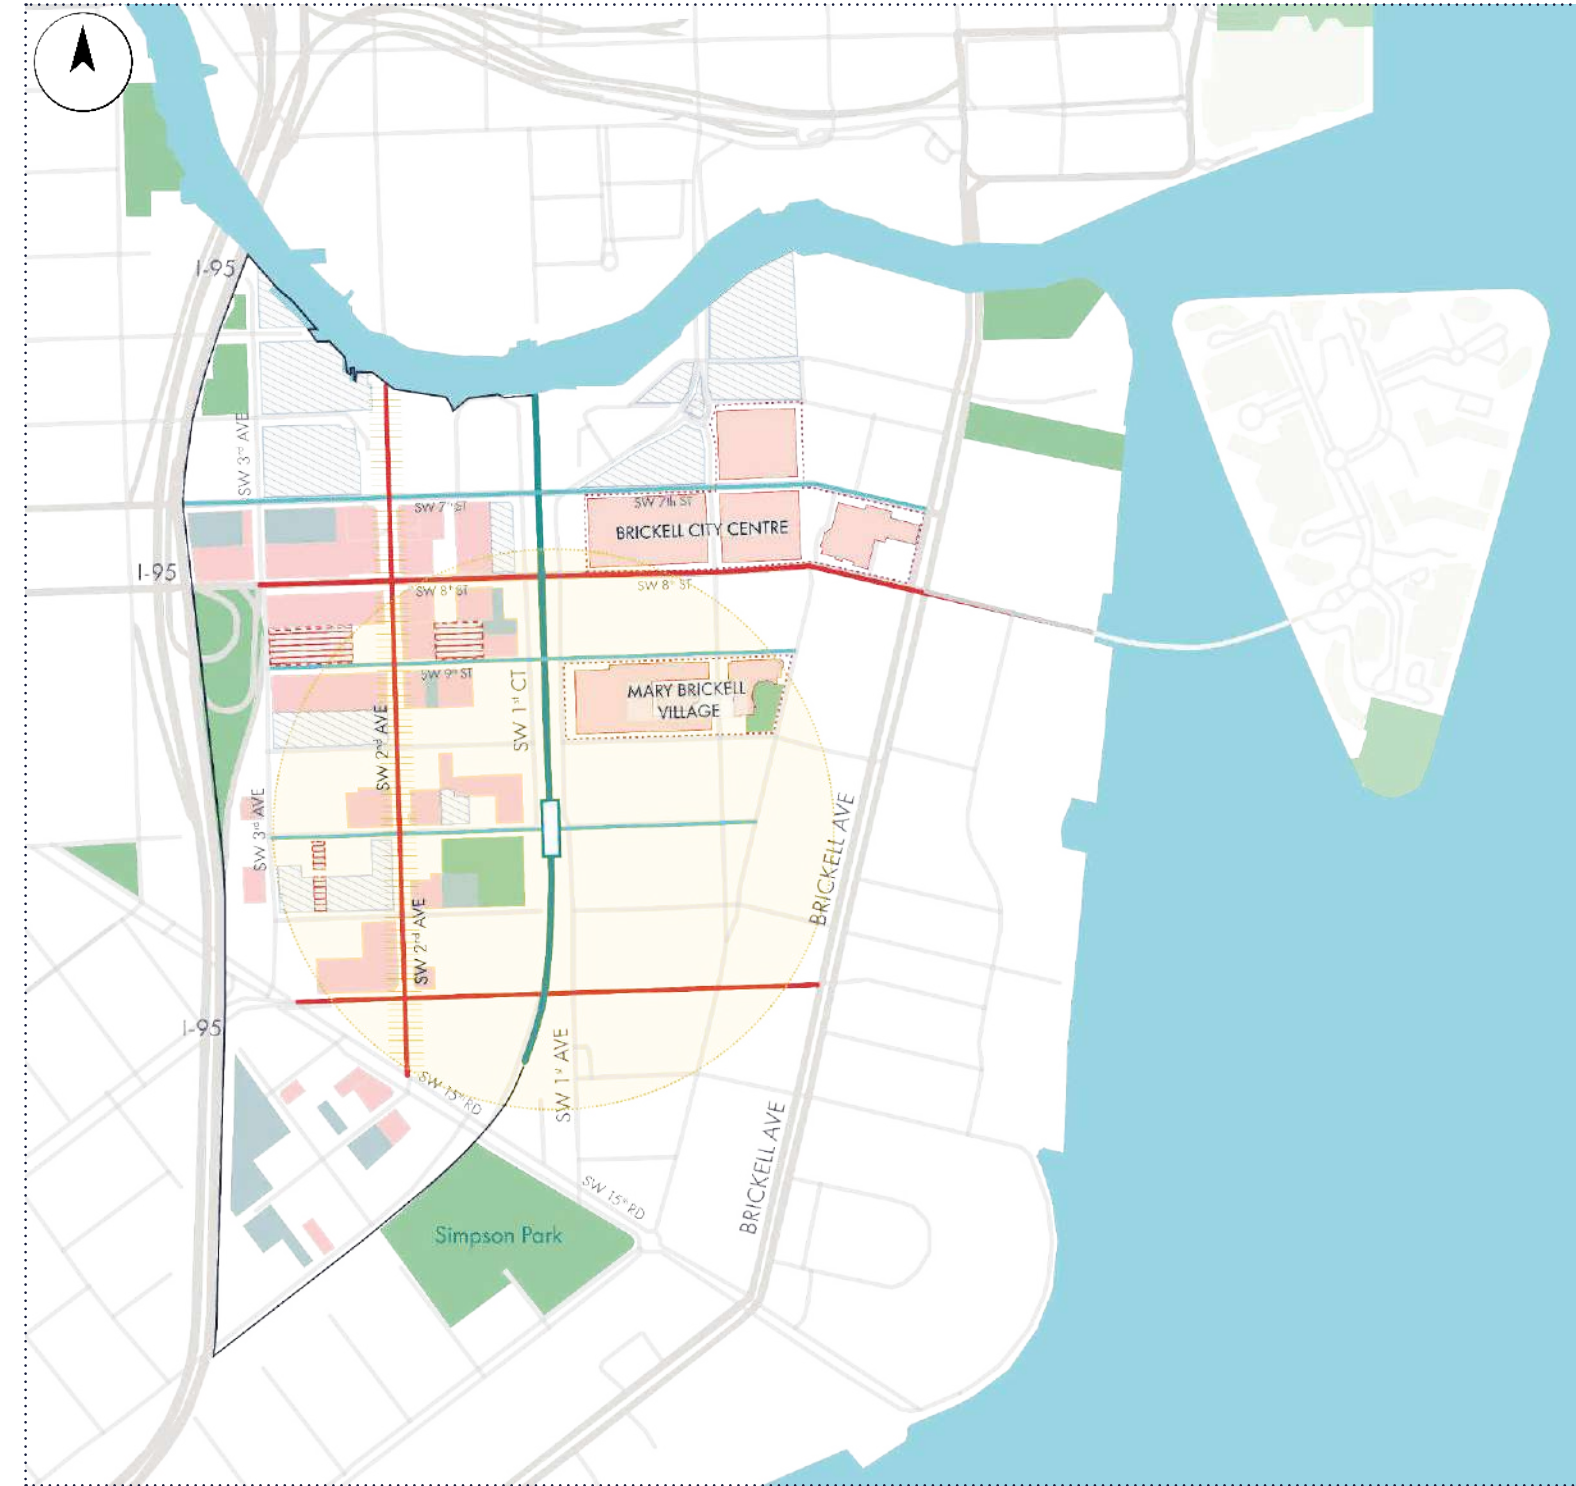 I-95
SW 3rd AVE
SW 7th ST
SW 7th ST
BRICKELL CITY CENTRE
I-95
SW 8th ST
SW 8th ST
SW 9th ST
SW 1st CT
MARY BRICKELL
VILLAGE
SW 2nd AVE
SW 3rd AVE
BRICKELL AVE
SW 2nd AVE
I-95
SW 1st AVE
SW 15th RD
BRICKELL AVE
SW 15th RD
Simpson Park